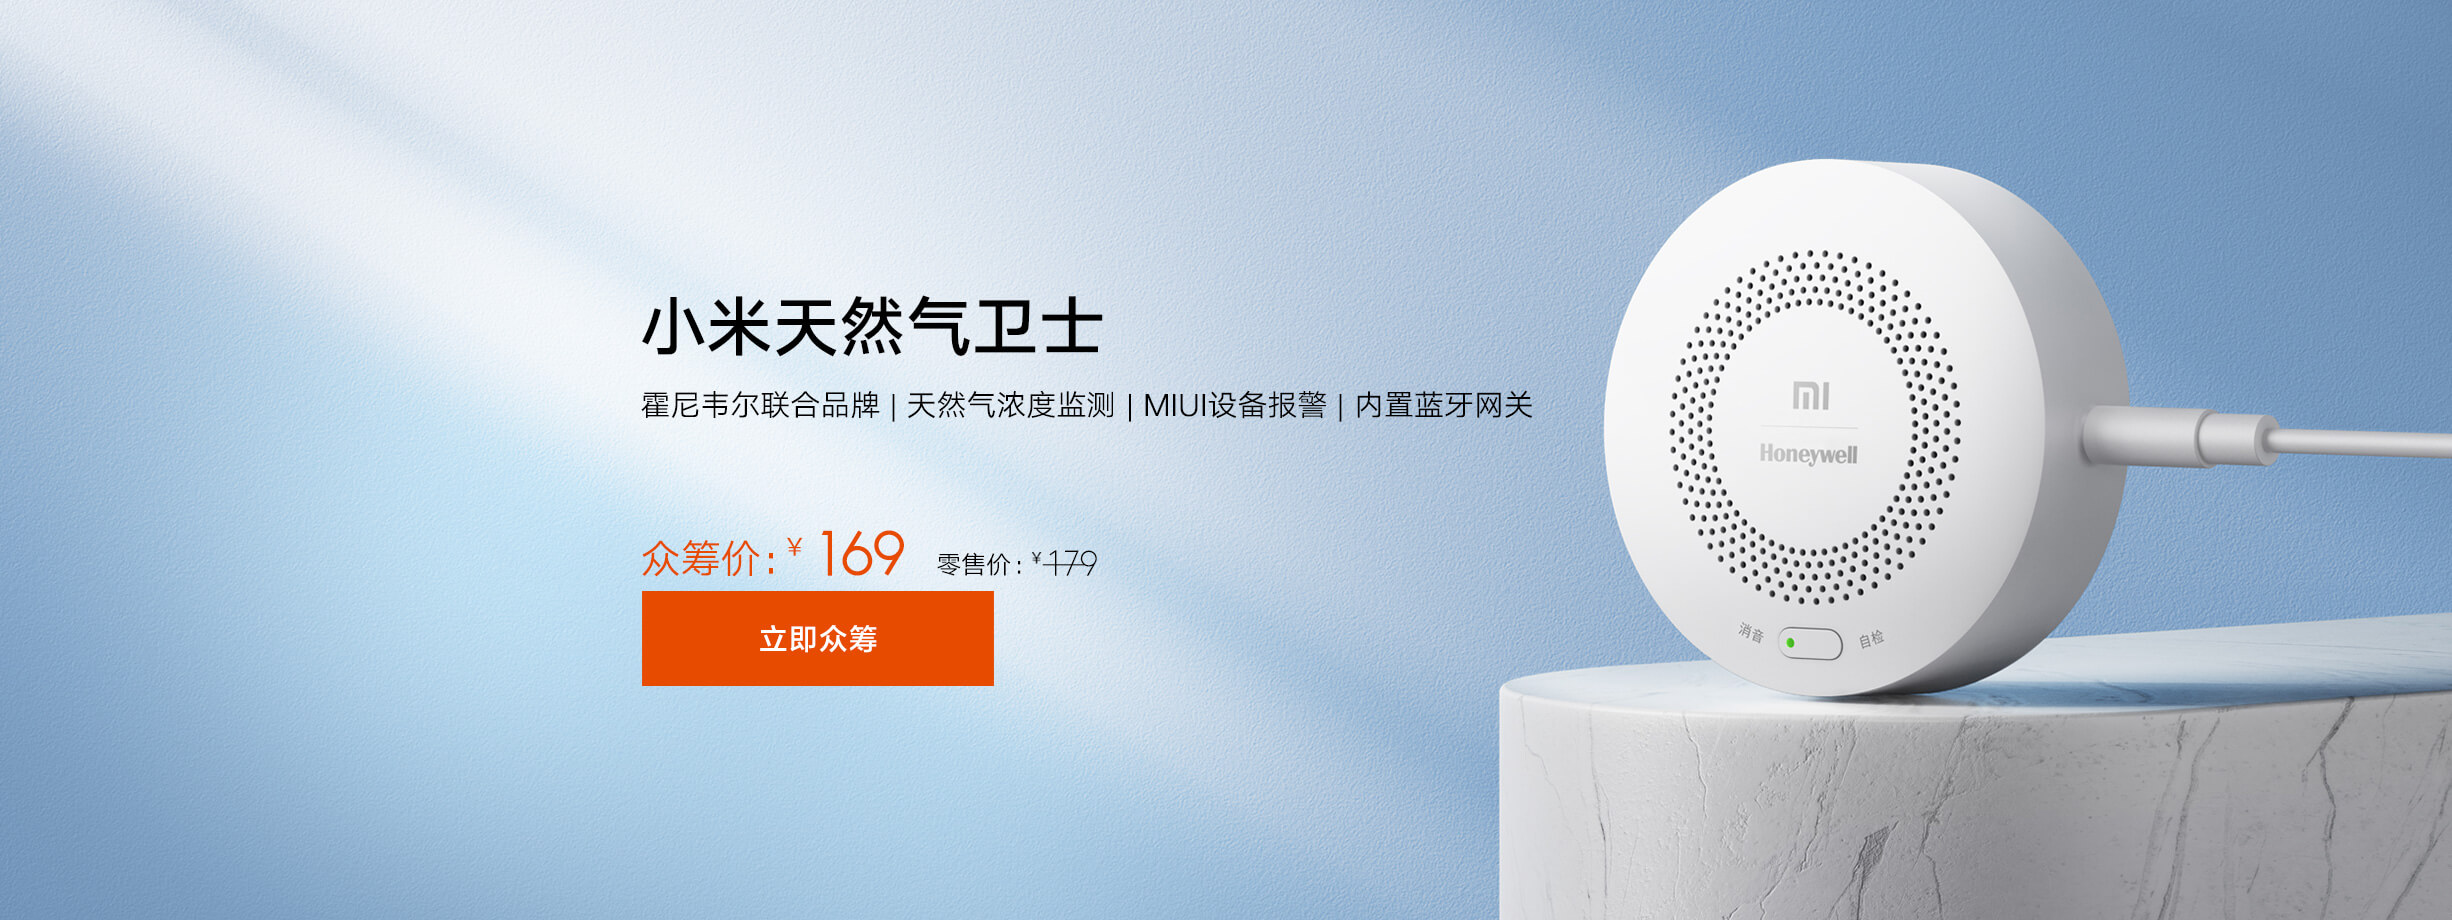 小米天然气卫士
霍尼韦尔联合品牌 | 天然气浓度监测 | MIUI设备报警 | 内置蓝牙网关
众筹价:¥ 169 零售价:¥179
立即众筹
MI
Honeywell
消音 自检